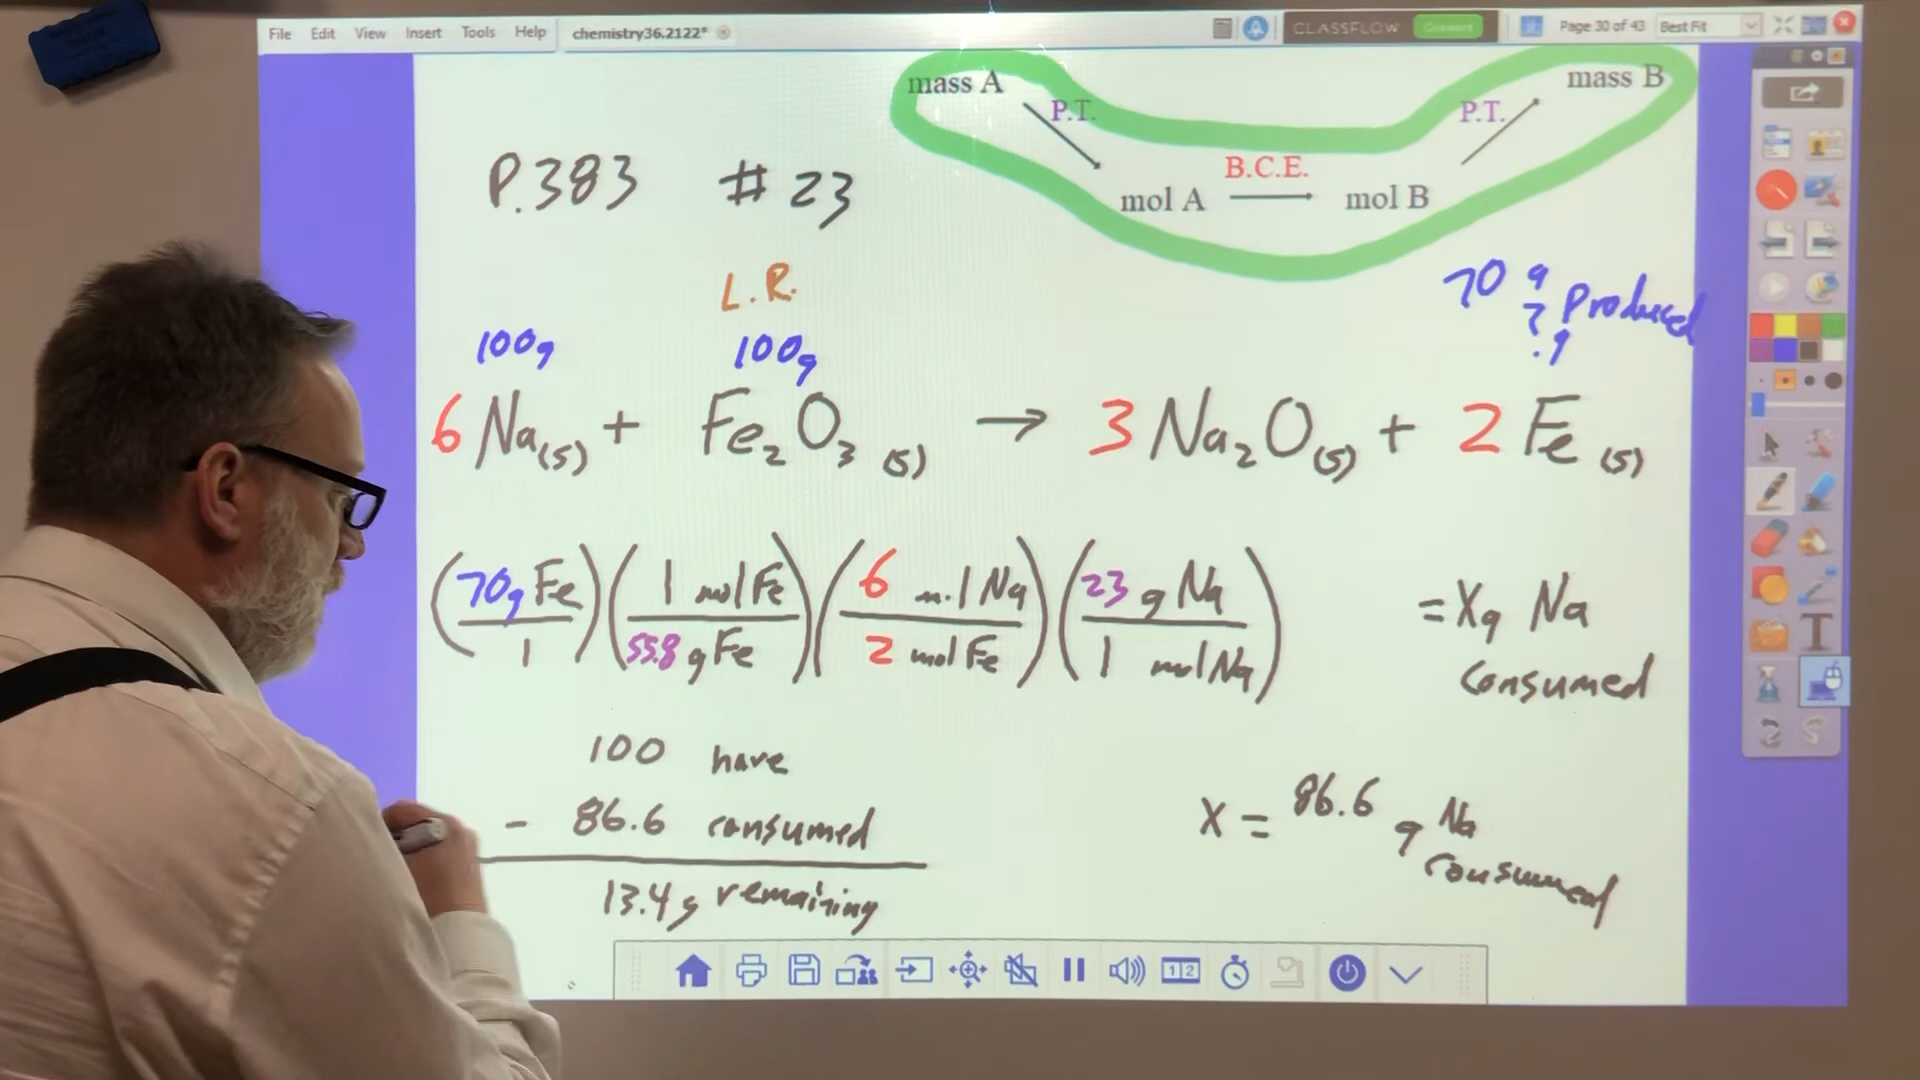 File Edit View Insert Tools Help chemistry36.2122* CLASSFLOW Connect Page 30 of 43 Best Fit
mass A P.T. P.T. mass B
B.C.E.
mol A mol B
P.383 #23
L.R.
70 g Produced
? g
100g 100g
6 Na(s) + Fe2O3 (s) → 3 Na2O(s) + 2 Fe (s)
(70g Fe/1)(1 mol Fe/55.8 g Fe)(6 mol Na/2 mol Fe)(23 g Na/1 mol Na) = Xg Na
consumed
100 have
- 86.6 consumed
13.4g remaining
X = 86.6 g Na
consumed
T
12